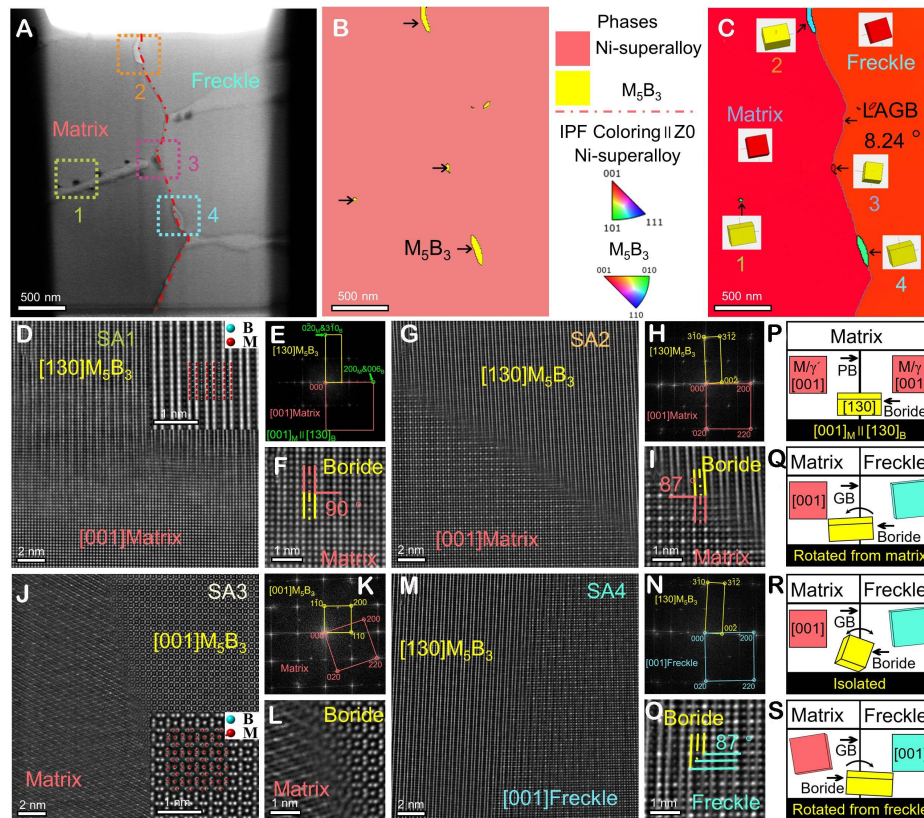 A
Freckle
2
Matrix
3
1
4
500 nm
B
M₅B₃
500 nm
Phases
Ni-superalloy
M₅B₃
IPF Coloring || Z0
Ni-superalloy
001
101
111
M₅B₃
001
010
110
C
2
Freckle
Matrix
LAGB
8.24 °
3
1
4
500 nm
D
SA1
[130]M₅B₃
B
M
1 nm
[001]Matrix
2 nm
E
[130]M₅B₃
000
[001]Matrix
[001]M || [130]B
F
Boride
90 °
Matrix
1 nm
G
SA2
[130]M₅B₃
[001]Matrix
2 nm
H
[130]M₅B₃
000
[001]Matrix
020
220
I
Boride
87 °
Matrix
1 nm
J
SA3
[001]M₅B₃
B
M
1 nm
Matrix
2 nm
K
[001]M₅B₃
200
000
200
Matrix
020
220
L
Boride
Matrix
1 nm
M
SA4
[130]M₅B₃
[001]Freckle
2 nm
N
[130]M₅B₃
000
[001]Freckle
020
220
O
Boride
87 °
Freckle
1 nm
P
Matrix
M/γ′
[001]
PB
M/γ
[001]
[130]
Boride
[001]M || [130]B
Q
Matrix
Freckle
[001]
GB
Boride
Rotated from matrix
R
Matrix
Freckle
[001]
GB
Boride
Isolated
S
Matrix
Freckle
GB
[001]
Boride
Rotated from freckle